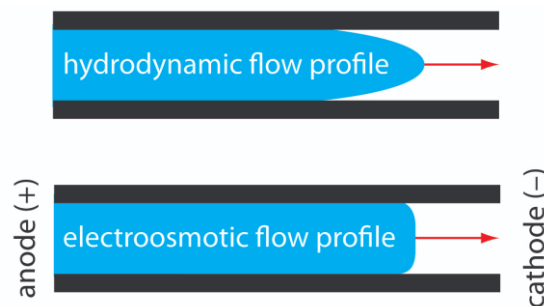 hydrodynamic flow profile
anode (+)
electroosmotic flow profile
cathode (−)